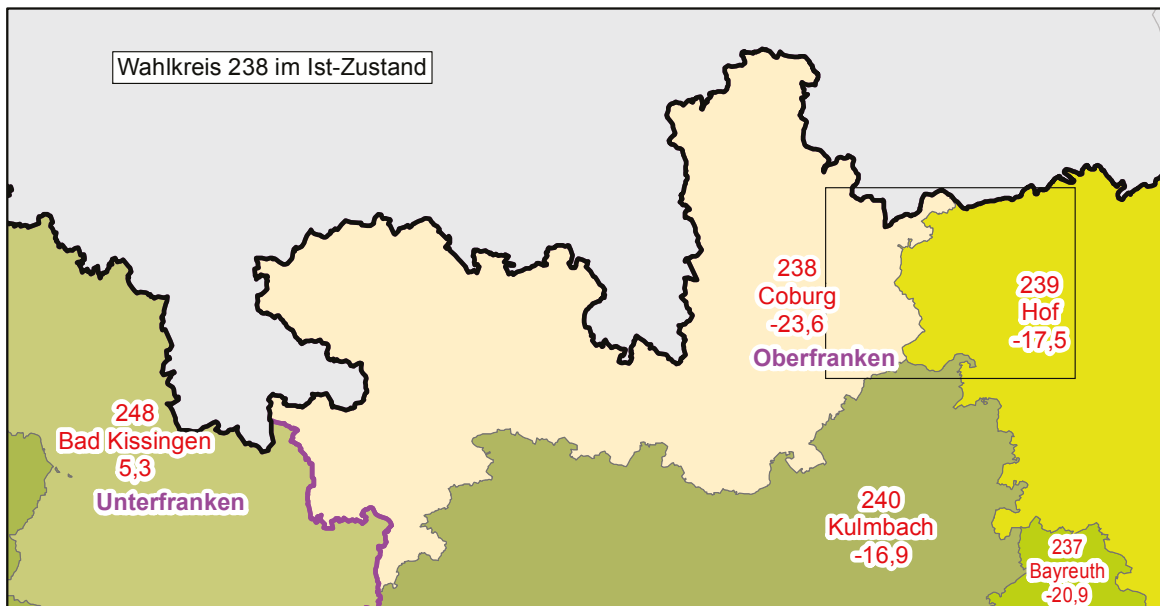 Wahlkreis 238 im Ist-Zustand
238
Coburg
-23,6
Oberfranken
239
Hof
-17,5
248
Bad Kissingen
5,3
Unterfranken
240
Kulmbach
-16,9
237
Bayreuth
-20,9